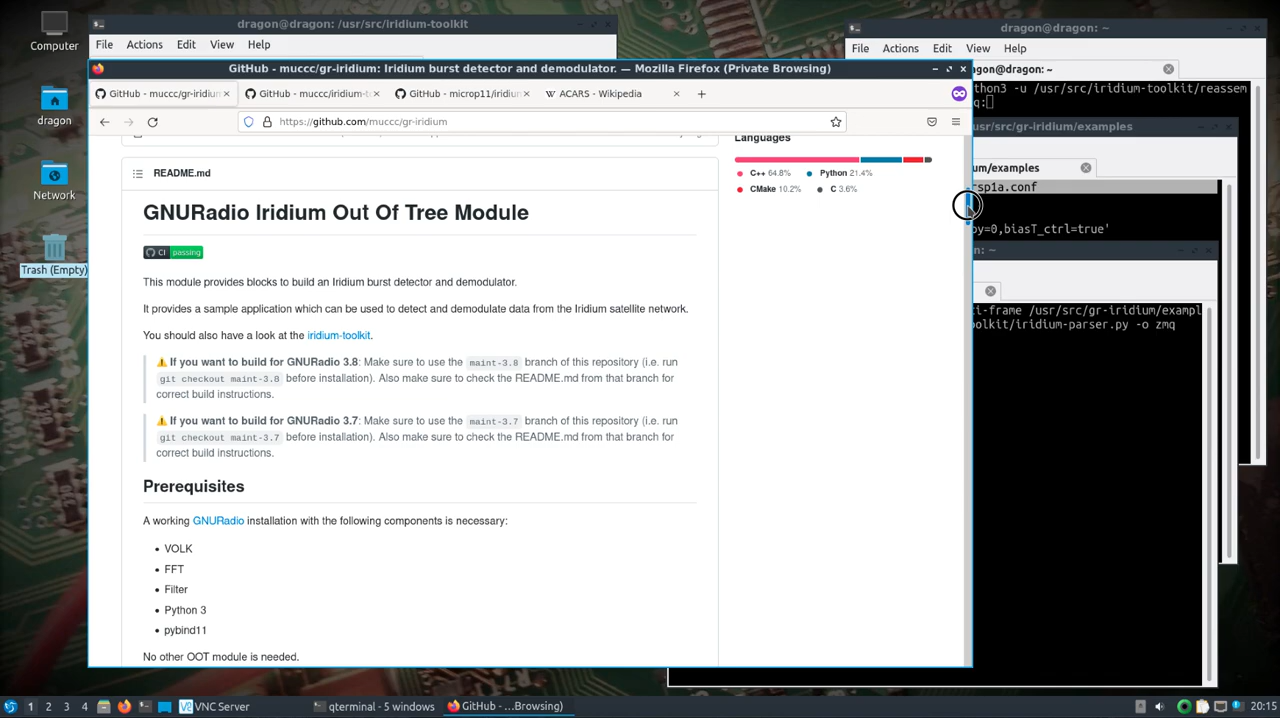 Computer
dragon
Network
Trash (Empty)
dragon@dragon: /usr/src/iridium-toolkit
File Actions Edit View Help
dragon@dragon: ~
File Actions Edit View Help
agon@dragon: ~
thon3 -u /usr/src/iridium-toolkit/reassem
q:
usr/src/gr-iridium/examples
um/examples
rsp1a.conf
py=0,biasT_ctrl=true'
n: ~
ti-frame /usr/src/gr-iridium/exampl
olkit/iridium-parser.py -o zmq
GitHub - muccc/gr-iridium: Iridium burst detector and demodulator. — Mozilla Firefox (Private Browsing)
GitHub - muccc/gr-iridium
GitHub - muccc/iridium-t
GitHub - microp11/iridium
W ACARS - Wikipedia
https://github.com/muccc/gr-iridium
README.md
GNURadio Iridium Out Of Tree Module
CI passing
This module provides blocks to build an Iridium burst detector and demodulator.
It provides a sample application which can be used to detect and demodulate data from the Iridium satellite network.
You should also have a look at the iridium-toolkit.
⚠ If you want to build for GNURadio 3.8: Make sure to use the maint-3.8 branch of this repository (i.e. run
git checkout maint-3.8 before installation). Also make sure to check the README.md from that branch for
correct build instructions.
⚠ If you want to build for GNURadio 3.7: Make sure to use the maint-3.7 branch of this repository (i.e. run
git checkout maint-3.7 before installation). Also make sure to check the README.md from that branch for
correct build instructions.
Prerequisites
A working GNURadio installation with the following components is necessary:
• VOLK
• FFT
• Filter
• Python 3
• pybind11
No other OOT module is needed.
Languages
C++ 64.8% Python 21.4%
CMake 10.2% C 3.6%
1 2 3 4
VNC Server
qterminal - 5 windows
GitHub - ...Browsing)
20:15